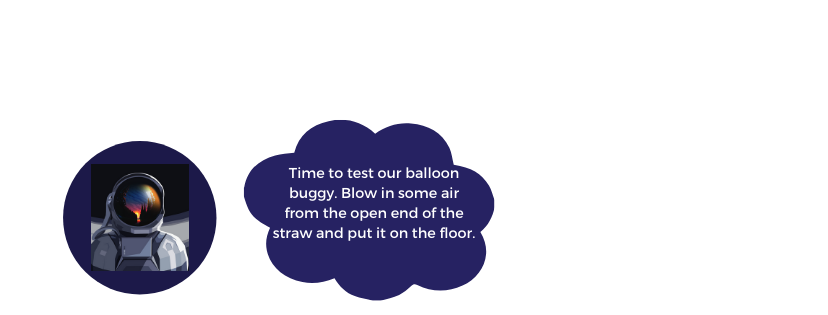 Time to test our balloon
buggy. Blow in some air
from the open end of the
straw and put it on the floor.